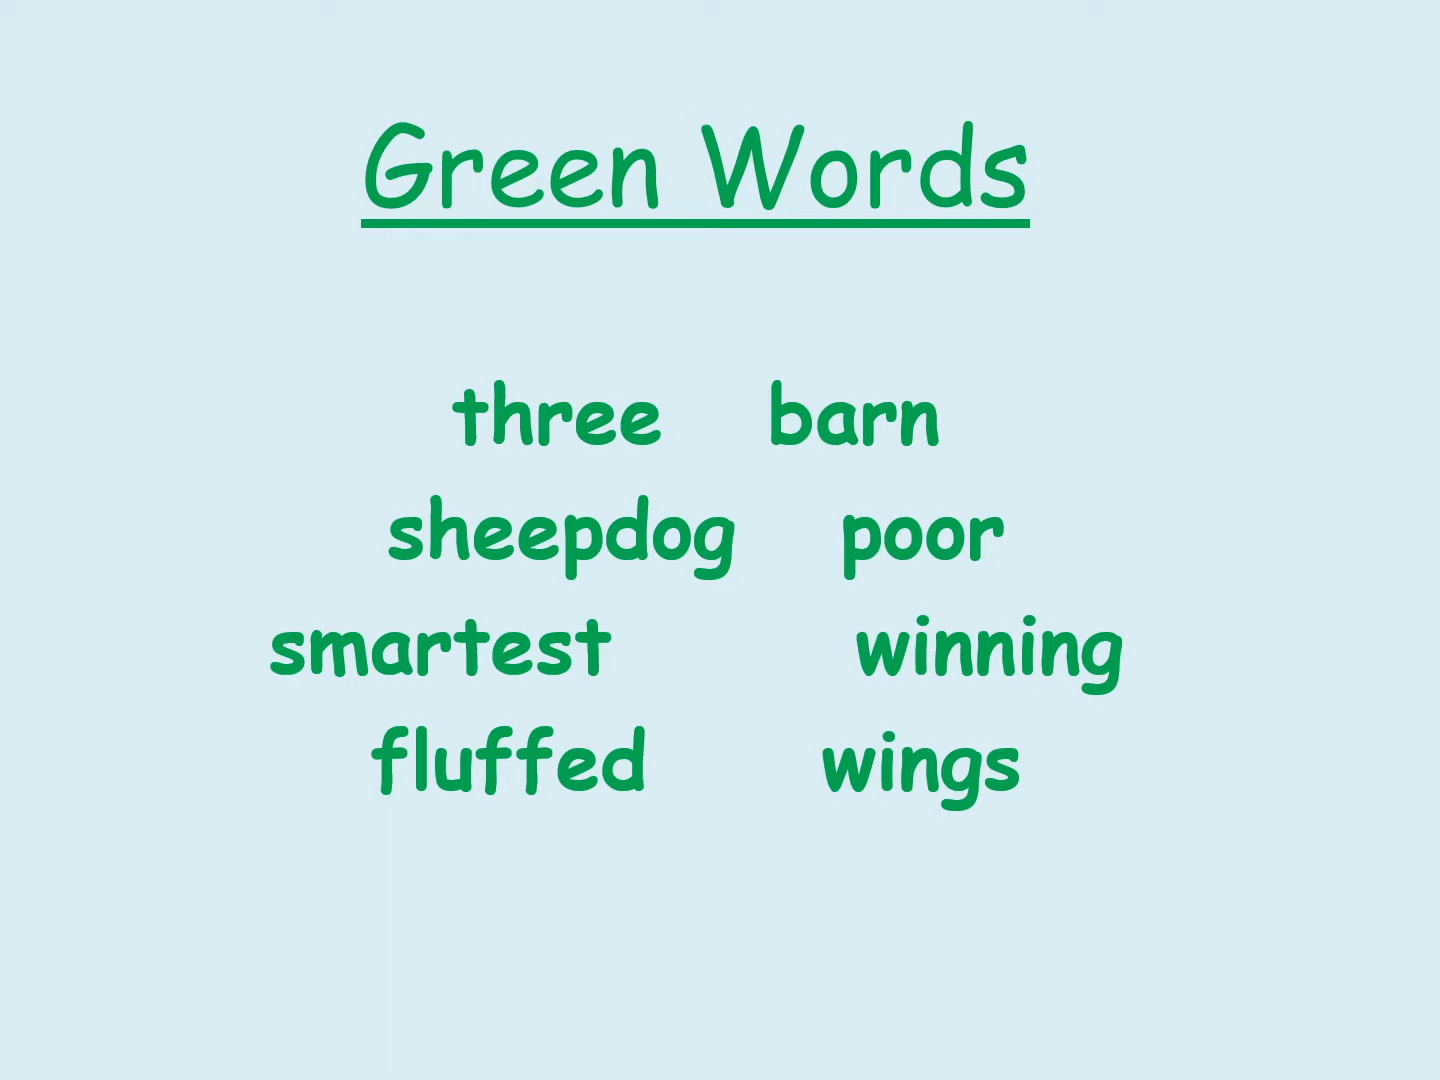 Green Words
three barn
sheepdog poor
smartest winning
fluffed wings